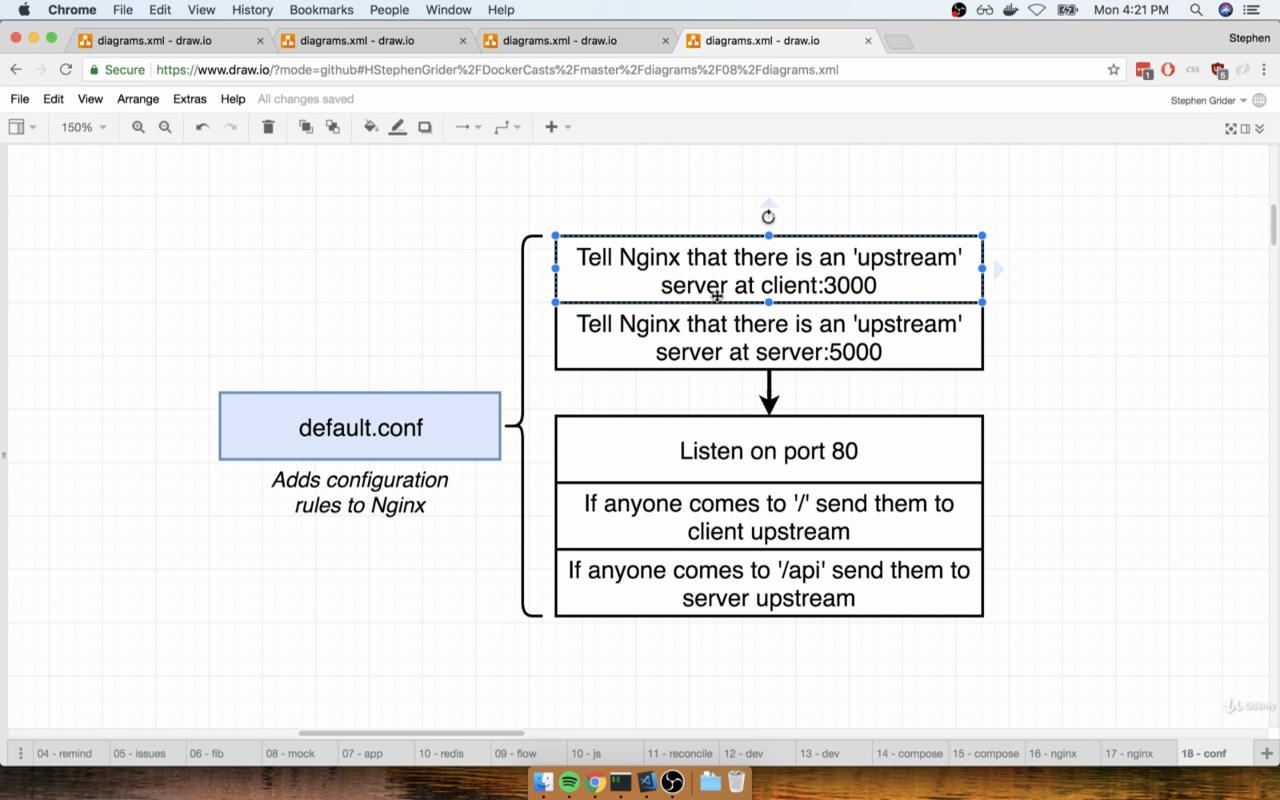 Chrome File Edit View History Bookmarks People Window Help Mon 4:21 PM
diagrams.xml - draw.io diagrams.xml - draw.io diagrams.xml - draw.io diagrams.xml - draw.io Stephen
Secure https://www.draw.io/?mode=github#HStephenGrider%2FDockerCasts%2Fmaster%2Fdiagrams%2F08%2Fdiagrams.xml css 1 5
File Edit View Arrange Extras Help All changes saved Stephen Grider
150%
Tell Nginx that there is an 'upstream'
server at client:3000
Tell Nginx that there is an 'upstream'
server at server:5000
default.conf
Adds configuration
rules to Nginx
Listen on port 80
If anyone comes to '/' send them to
client upstream
If anyone comes to '/api' send them to
server upstream
Udemy
04 - remind 05 - issues 06 - fib 08 - mock 07 - app 10 - redis 09 - flow 10 - js 11 - reconcile 12 - dev 13 - dev 14 - compose 15 - compose 16 - nginx 17 - nginx 18 - conf